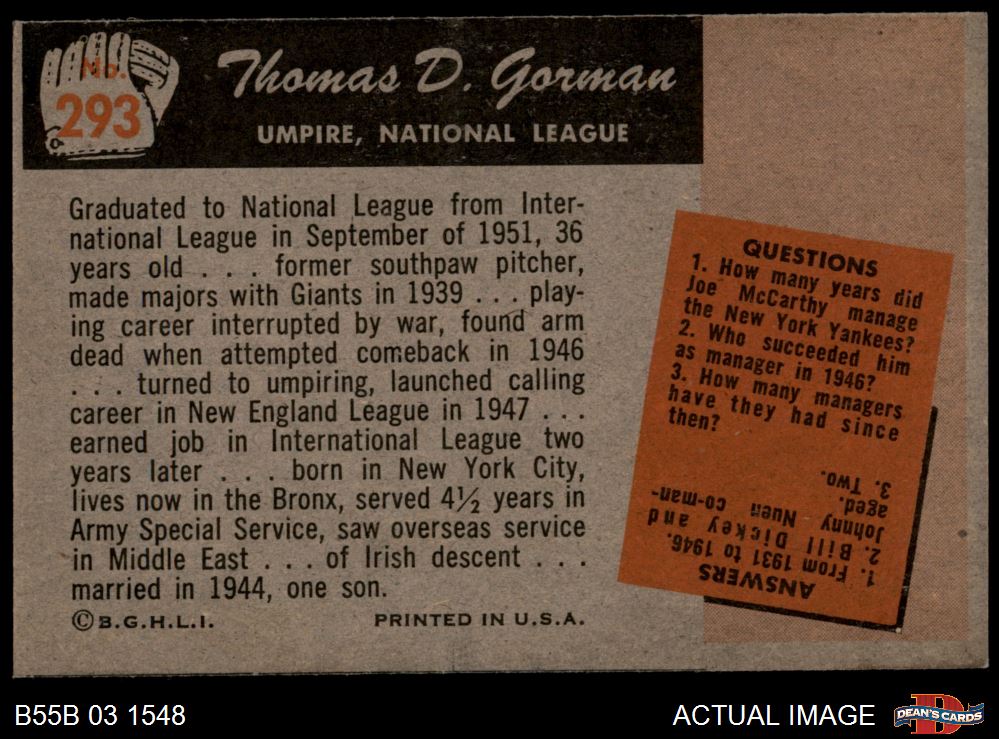 No.
293
Thomas D. Gorman
UMPIRE, NATIONAL LEAGUE
Graduated to National League from Inter-
national League in September of 1951, 36
years old . . . former southpaw pitcher,
made majors with Giants in 1939 . . . play-
ing career interrupted by war, found arm
dead when attempted comeback in 1946
. . . turned to umpiring, launched calling
career in New England League in 1947 . . .
earned job in International League two
years later . . . born in New York City,
lives now in the Bronx, served 4½ years in
Army Special Service, saw overseas service
in Middle East . . . of Irish descent . . .
married in 1944, one son.
© B.G.H.L.I. PRINTED IN U.S.A.
QUESTIONS
1. How many years did
Joe McCarthy manage
the New York Yankees?
2. Who succeeded him
as manager in 1946?
3. How many managers
have they had since
then?
ANSWERS
1. From 1931 to 1946.
2. Bill Dickey and
Johnny Nuen co-man-
aged.
3. Two.
B55B 03 1548
ACTUAL IMAGE
D
DEAN'S CARDS